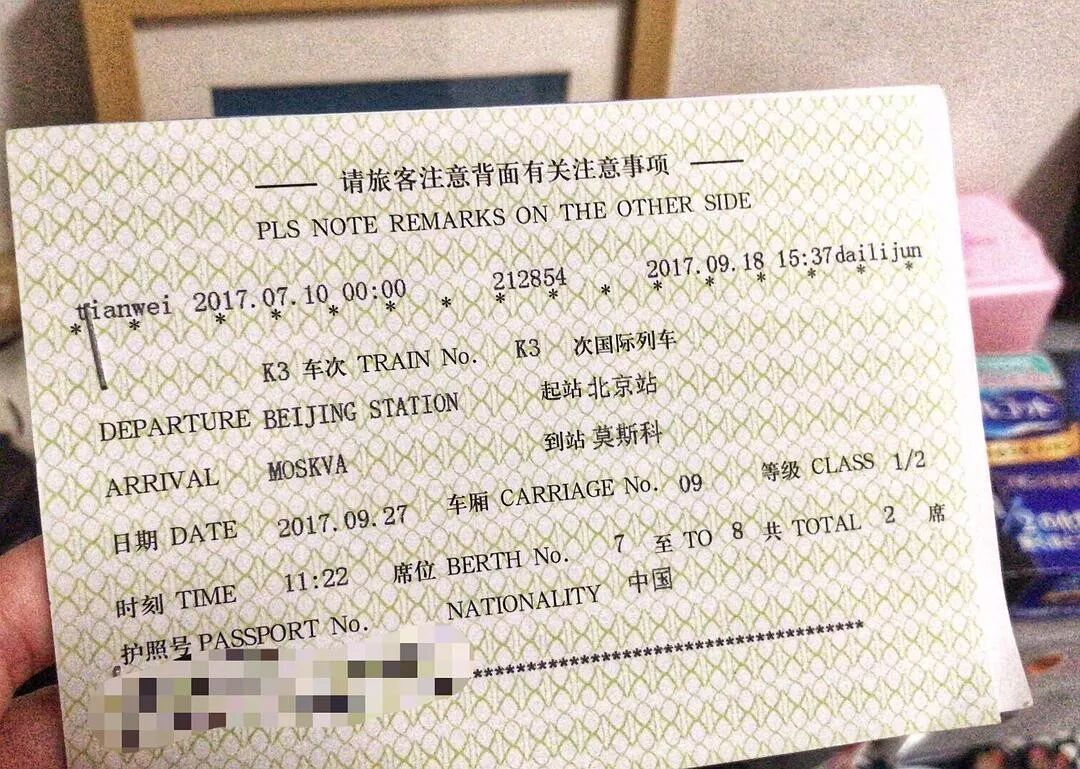 请旅客注意背面有关注意事项
PLS NOTE REMARKS ON THE OTHER SIDE
tianwei 2017.07.10 00:00 212854 2017.09.18 15:37dailijun
* * * * * * * * * * * * * * *
K3 车次 TRAIN No. K3 次国际列车
DEPARTURE BEIJING STATION 起站 北京站
ARRIVAL MOSKVA 到站 莫斯科
日期 DATE 2017.09.27 车厢 CARRIAGE No. 09 等级 CLASS 1/2
时刻 TIME 11:22 席位 BERTH No. 7 至 TO 8 共 TOTAL 2 席
护照号 PASSPORT No. NATIONALITY 中国